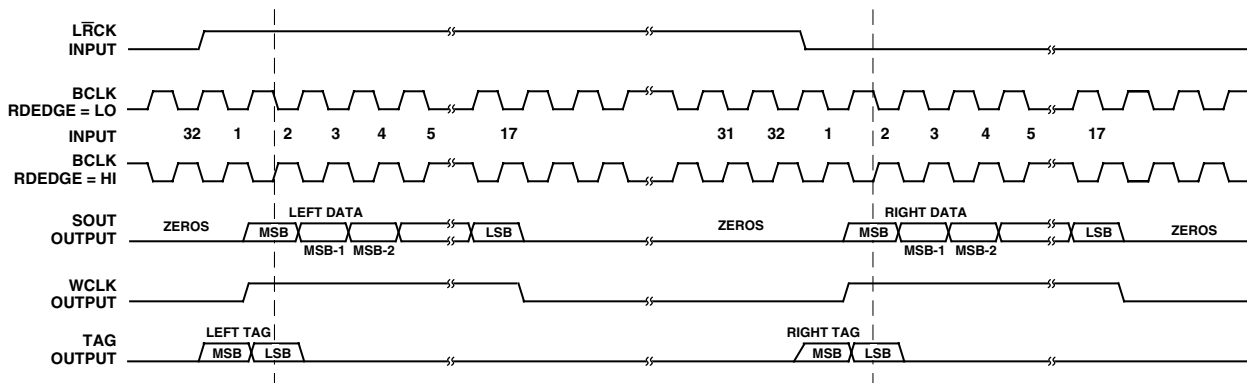 LR̅CK
INPUT
BCLK
RDEDGE = LO
INPUT 32 1 2 3 4 5 17 31 32 1 2 3 4 5 17
BCLK
RDEDGE = HI
SOUT
OUTPUT
ZEROS LEFT DATA ZEROS RIGHT DATA ZEROS
MSB LSB MSB LSB
MSB-1 MSB-2 MSB-1 MSB-2
WCLK
OUTPUT
TAG
OUTPUT
LEFT TAG RIGHT TAG
MSB LSB MSB LSB